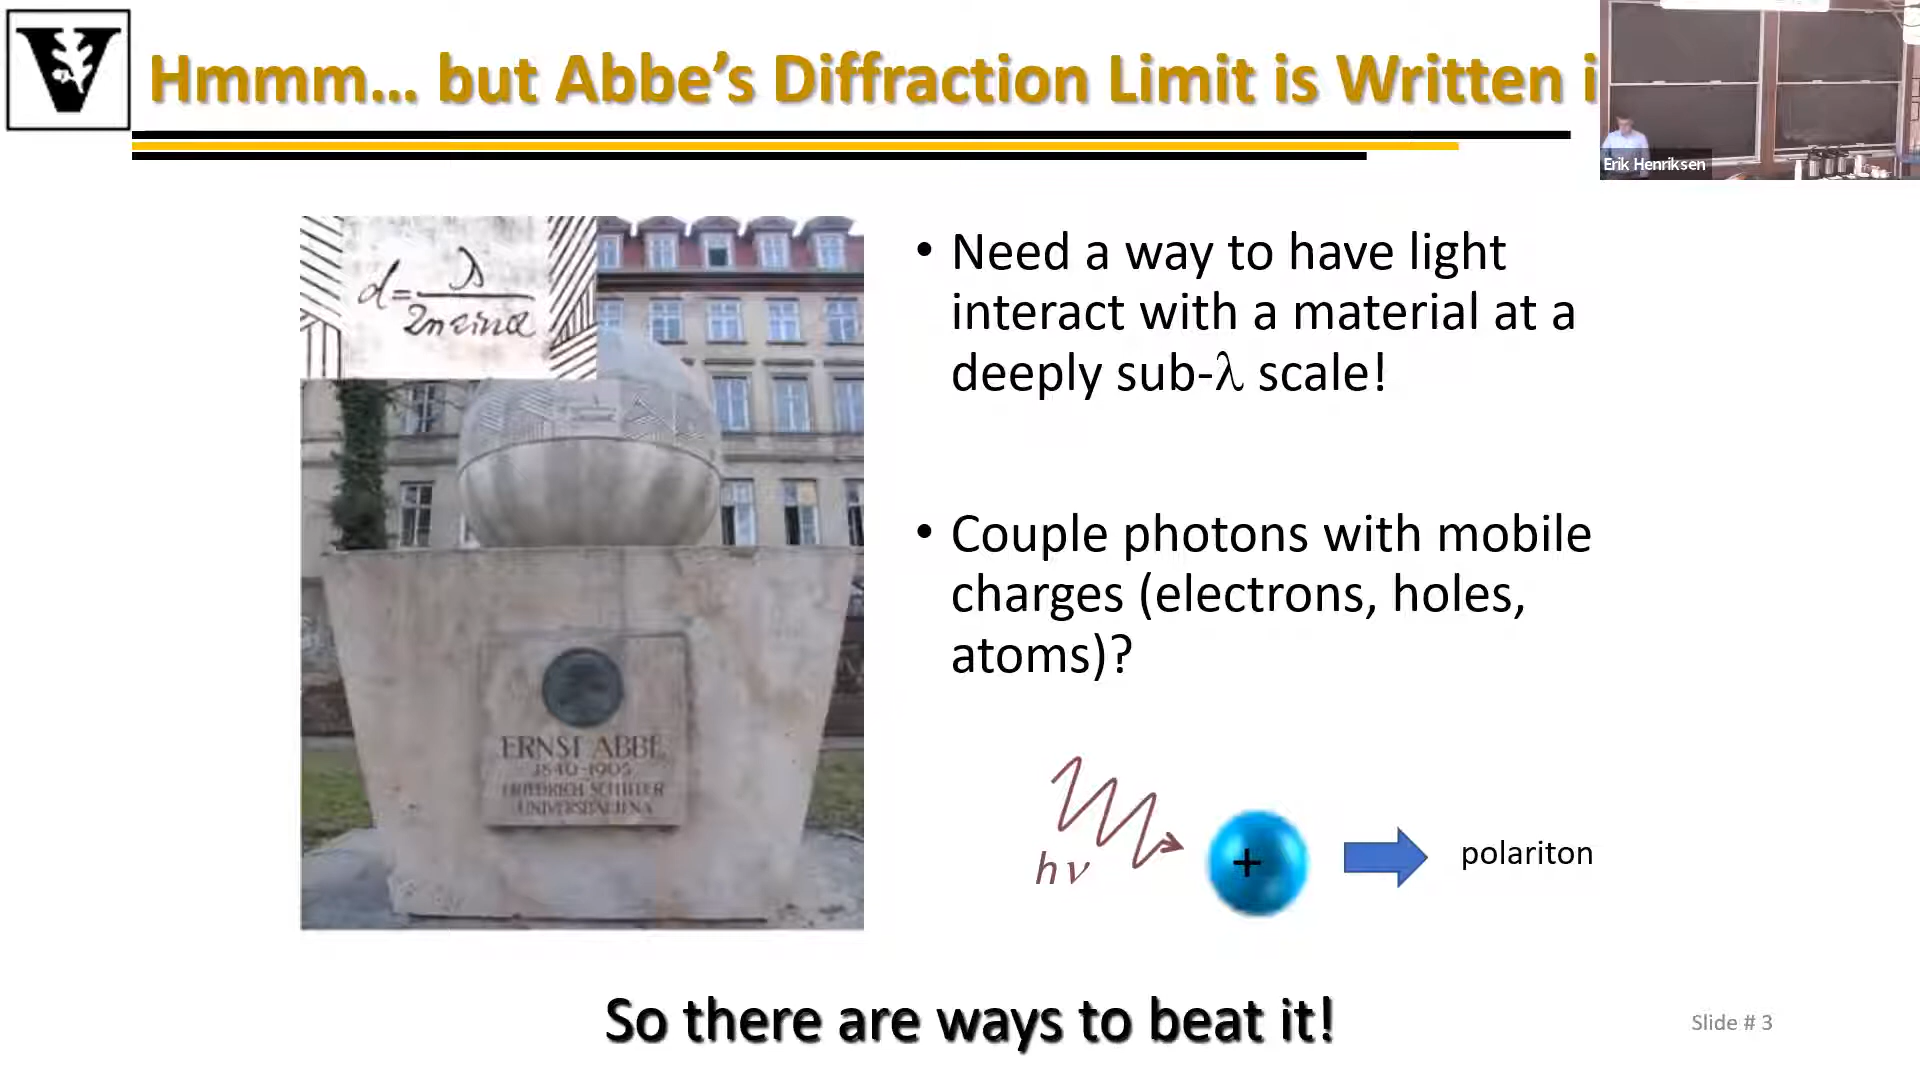 Hmmm... but Abbe’s Diffraction Limit is Written i
Erik Henriksen
d = λ / 2n sin α
• Need a way to have light
interact with a material at a
deeply sub-λ scale!
• Couple photons with mobile
charges (electrons, holes,
atoms)?
ERNST ABBE
1840-1905
FRIEDRICH SCHILLER
UNIVERSITÄT JENA
hν
+
polariton
So there are ways to beat it!
Slide # 3